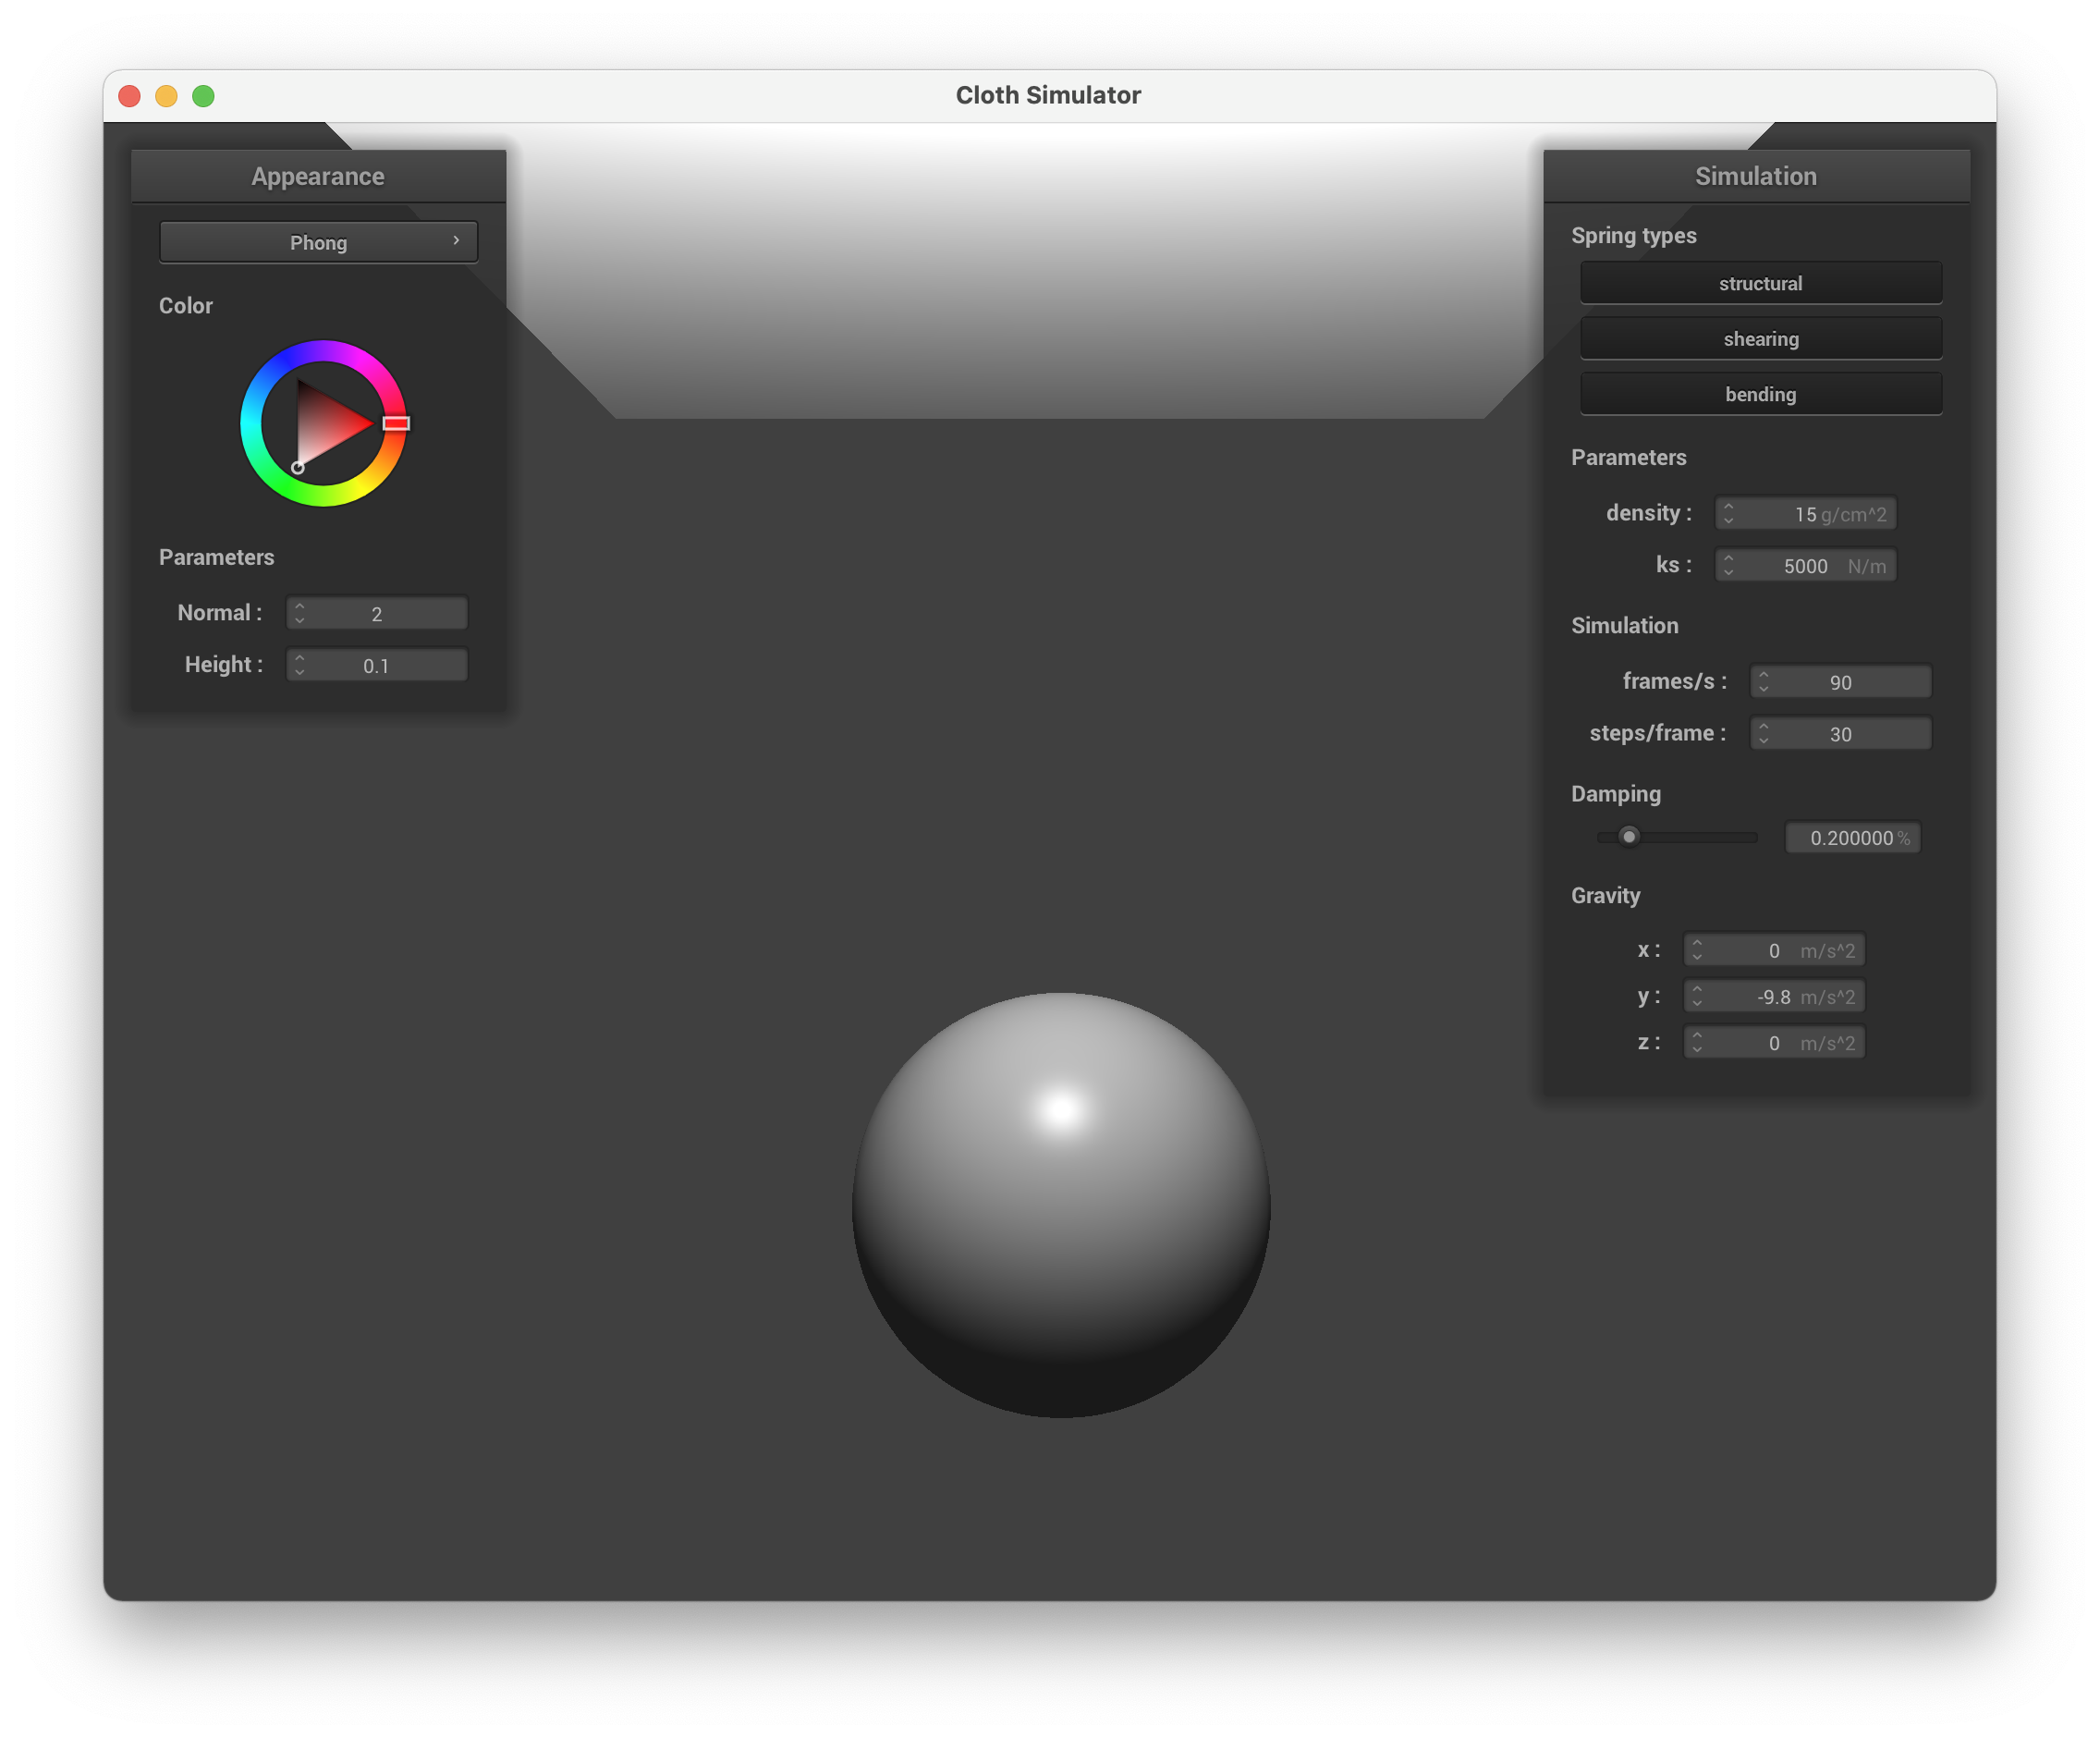 Cloth Simulator
Appearance
Phong
Color
Parameters
Normal :
2
Height :
0.1
Simulation
Spring types
structural
shearing
bending
Parameters
density :
15 g/cm^2
ks :
5000 N/m
Simulation
frames/s :
90
steps/frame :
30
Damping
0.200000 %
Gravity
x :
0 m/s^2
y :
-9.8 m/s^2
z :
0 m/s^2